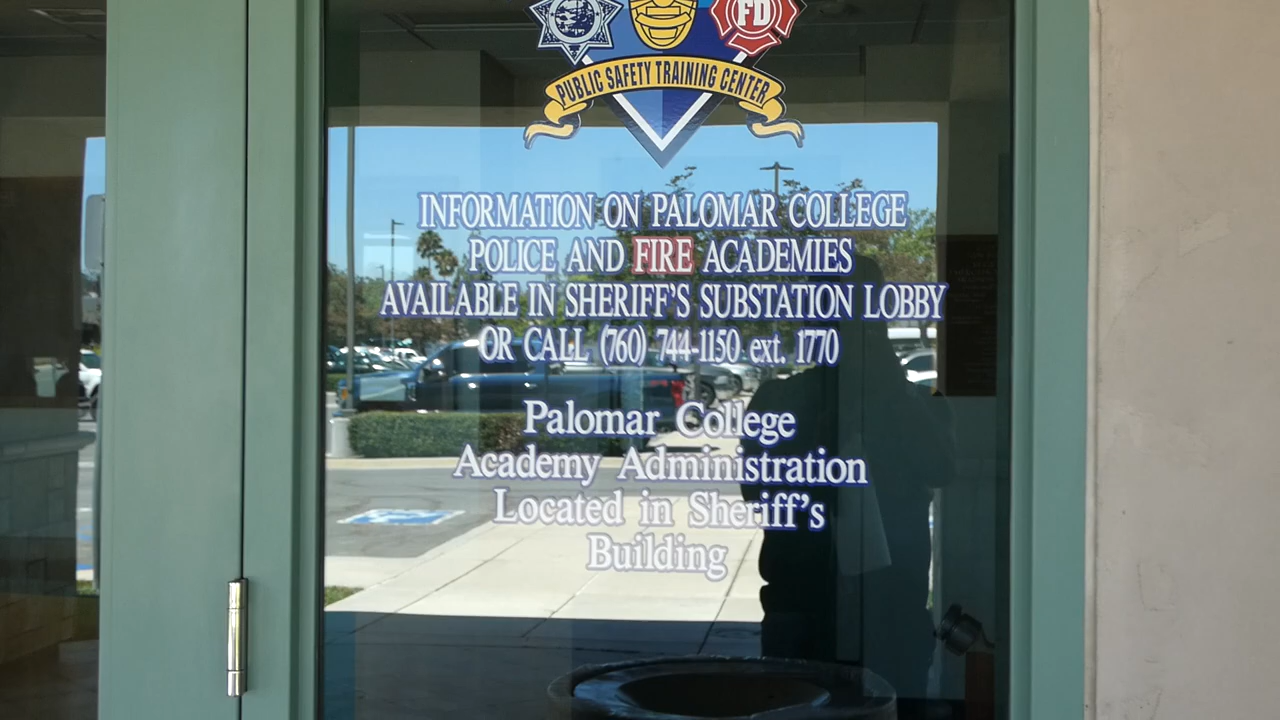 FD
PUBLIC SAFETY TRAINING CENTER
INFORMATION ON PALOMAR COLLEGE
POLICE AND FIRE ACADEMIES
AVAILABLE IN SHERIFF'S SUBSTATION LOBBY
OR CALL (760) 744-1150 ext. 1770
Palomar College
Academy Administration
Located in Sheriff's
Building